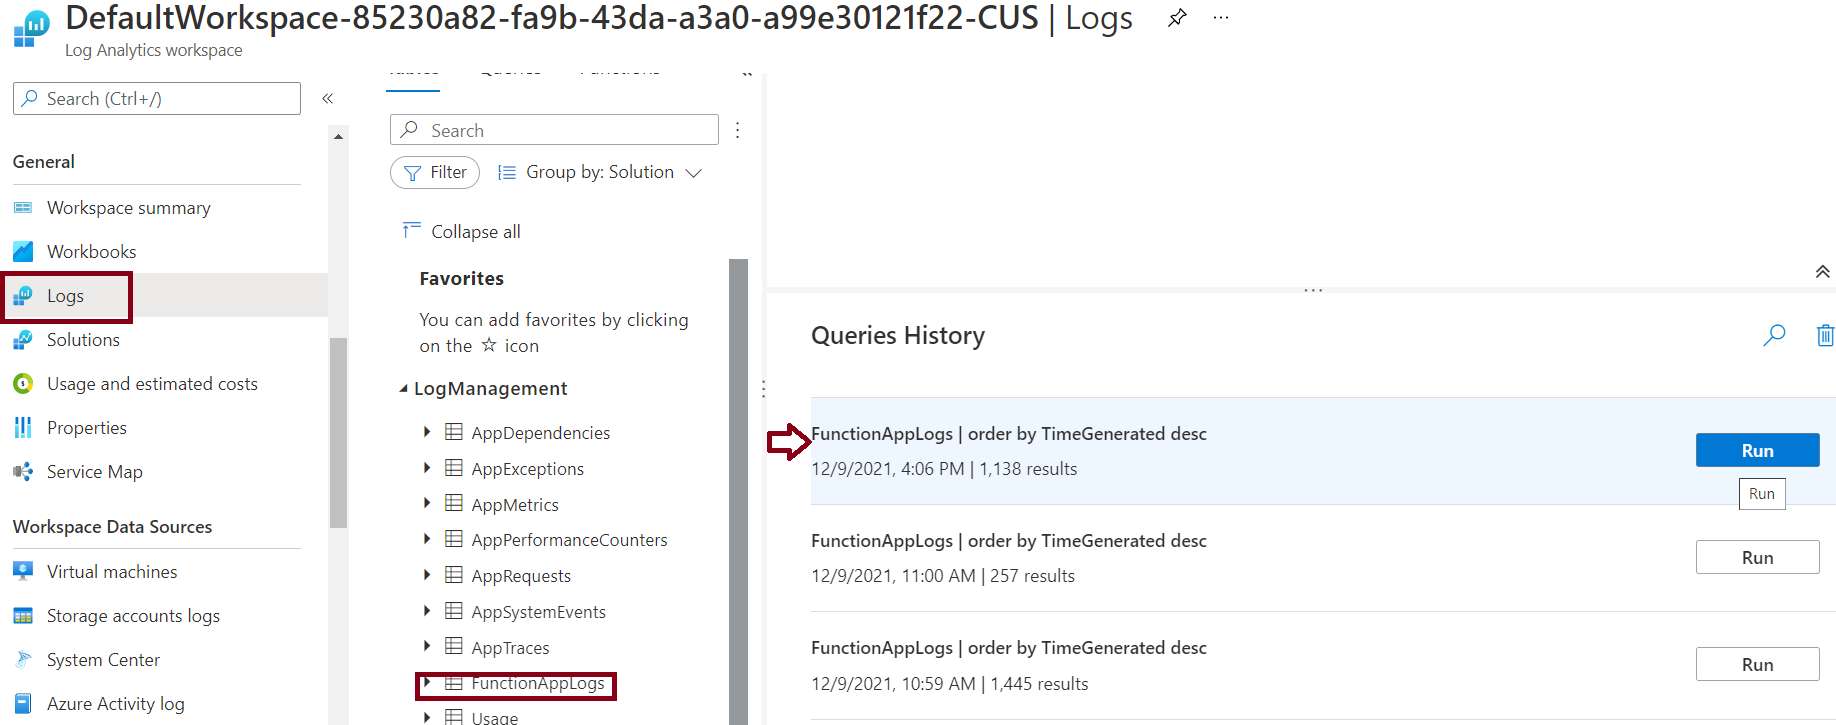 DefaultWorkspace-85230a82-fa9b-43da-a3a0-a99e30121f22-CUS | Logs
Log Analytics workspace
Search (Ctrl+/)
General
Workspace summary
Workbooks
Logs
Solutions
Usage and estimated costs
Properties
Service Map
Workspace Data Sources
Virtual machines
Storage accounts logs
System Center
Azure Activity log
Tables Queries Functions
Search
Filter
Group by: Solution
Collapse all
Favorites
You can add favorites by clicking
on the ☆ icon
LogManagement
AppDependencies
AppExceptions
AppMetrics
AppPerformanceCounters
AppRequests
AppSystemEvents
AppTraces
FunctionAppLogs
Usage
Queries History
FunctionAppLogs | order by TimeGenerated desc
12/9/2021, 4:06 PM | 1,138 results
Run
Run
FunctionAppLogs | order by TimeGenerated desc
12/9/2021, 11:00 AM | 257 results
Run
FunctionAppLogs | order by TimeGenerated desc
12/9/2021, 10:59 AM | 1,445 results
Run